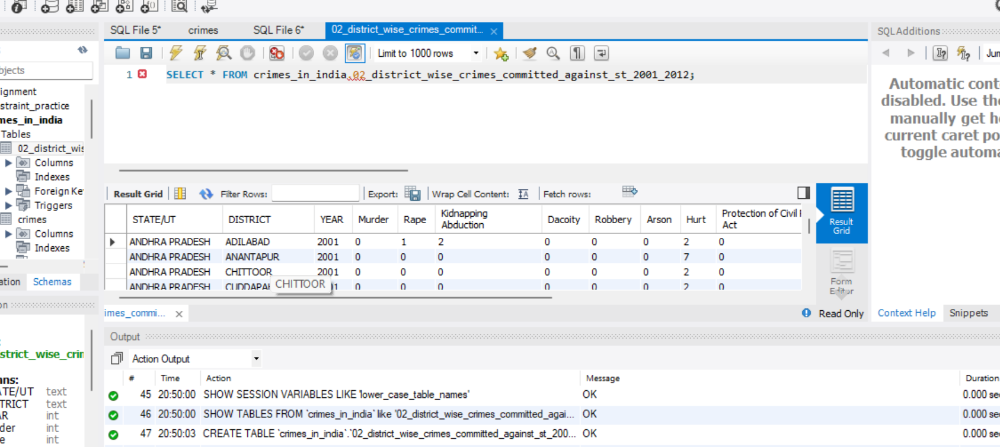 SQL File 5*
crimes
SQL File 6*
02_district_wise_crimes_commit...
SQLAdditions
bjects
Limit to 1000 rows
Jun
1 SELECT * FROM crimes_in_india.02_district_wise_crimes_committed_against_st_2001_2012;
Automatic cont
disabled. Use the
manually get he
current caret po
toggle automa
ignment
straint_practice
mes_in_india
Tables
02_district_wis
Columns
Indexes
Foreign Ke
Triggers
crimes
Columns
Indexes
ation Schemas
Result Grid Filter Rows: Export: Wrap Cell Content: Fetch rows:
STATE/UT DISTRICT YEAR Murder Rape Kidnapping Abduction Dacoity Robbery Arson Hurt Protection of Civil Act
ANDHRA PRADESH ADILABAD 2001 0 1 2 0 0 0 2 0
ANDHRA PRADESH ANANTAPUR 2001 0 0 0 0 0 0 7 0
ANDHRA PRADESH CHITTOOR 2001 0 0 0 0 0 0 2 0
ANDHRA PRADESH CUDDAPAH 1 0 0 0 0 0 0 2 0
CHITTOOR
Result
Grid
Form
Editor
imes_commi...
Read Only
Context Help Snippets
on
strict_wise_crim
nns:
TE/UT text
TRICT text
AR int
der int
e int
Output
Action Output
# Time Action Message Duration
45 20:50:00 SHOW SESSION VARIABLES LIKE 'lower_case_table_names' OK 0.000 sec
46 20:50:00 SHOW TABLES FROM `crimes_in_india` like '02_district_wise_crimes_committed_agai... OK 0.000 sec
47 20:50:03 CREATE TABLE `crimes_in_india`.`02_district_wise_crimes_committed_against_st_200... OK 0.000 sec